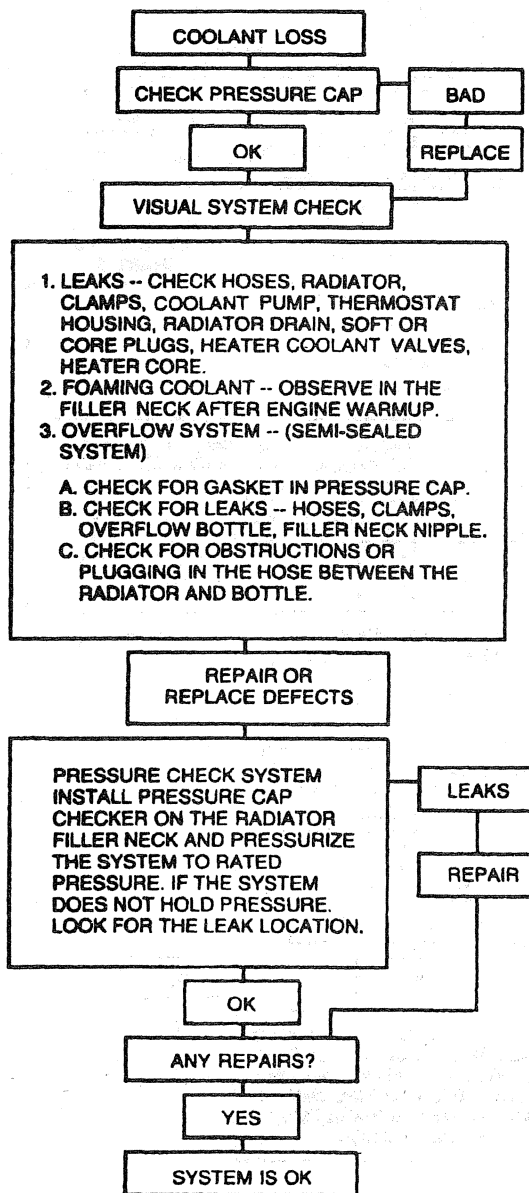 COOLANT LOSS
CHECK PRESSURE CAP
BAD
OK
REPLACE
VISUAL SYSTEM CHECK
1. LEAKS -- CHECK HOSES, RADIATOR,
CLAMPS, COOLANT PUMP, THERMOSTAT
HOUSING, RADIATOR DRAIN, SOFT OR
CORE PLUGS, HEATER COOLANT VALVES,
HEATER CORE.
2. FOAMING COOLANT -- OBSERVE IN THE
FILLER NECK AFTER ENGINE WARMUP.
3. OVERFLOW SYSTEM -- (SEMI-SEALED
SYSTEM)
A. CHECK FOR GASKET IN PRESSURE CAP.
B. CHECK FOR LEAKS -- HOSES, CLAMPS,
OVERFLOW BOTTLE, FILLER NECK NIPPLE.
C. CHECK FOR OBSTRUCTIONS OR
PLUGGING IN THE HOSE BETWEEN THE
RADIATOR AND BOTTLE.
REPAIR OR
REPLACE DEFECTS
PRESSURE CHECK SYSTEM
INSTALL PRESSURE CAP
CHECKER ON THE RADIATOR
FILLER NECK AND PRESSURIZE
THE SYSTEM TO RATED
PRESSURE. IF THE SYSTEM
DOES NOT HOLD PRESSURE.
LOOK FOR THE LEAK LOCATION.
LEAKS
REPAIR
OK
ANY REPAIRS?
YES
SYSTEM IS OK